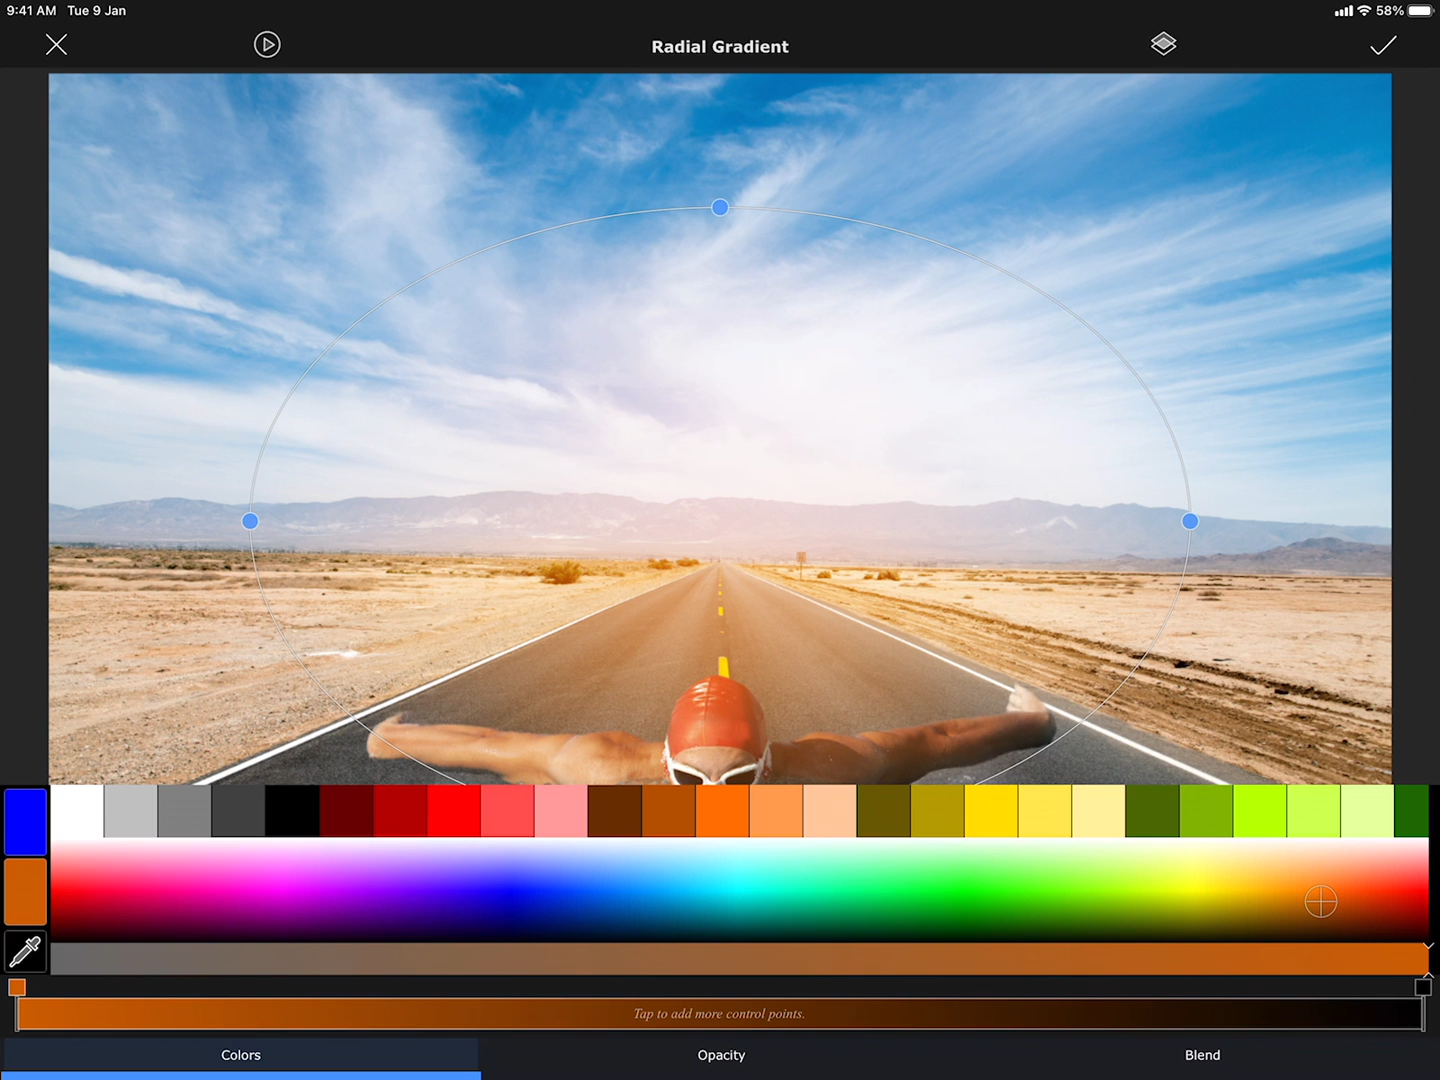 9:41 AM Tue 9 Jan 58%
Radial Gradient
Tap to add more control points.
Colors Opacity Blend